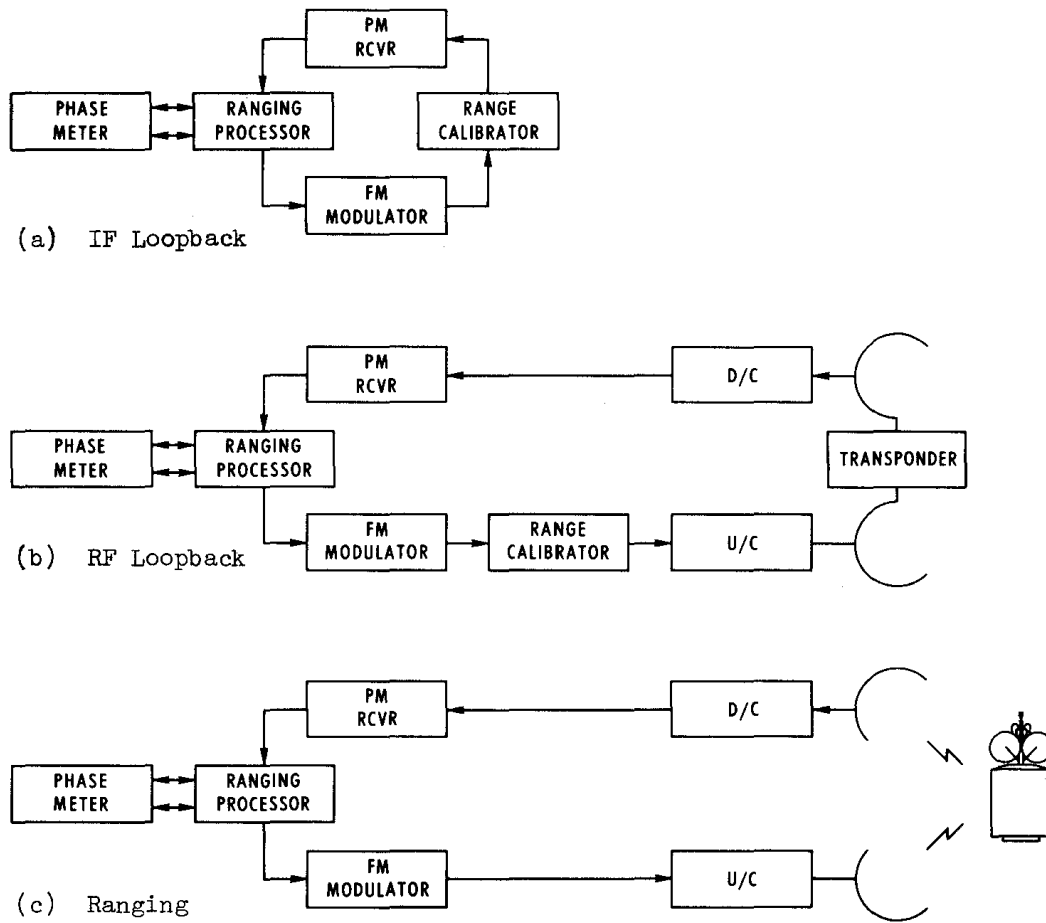 PM
RCVR
PHASE
METER
RANGING
PROCESSOR
RANGE
CALIBRATOR
FM
MODULATOR
(a) IF Loopback
PM
RCVR
D/C
PHASE
METER
RANGING
PROCESSOR
TRANSPONDER
FM
MODULATOR
RANGE
CALIBRATOR
U/C
(b) RF Loopback
PM
RCVR
D/C
PHASE
METER
RANGING
PROCESSOR
FM
MODULATOR
U/C
(c) Ranging